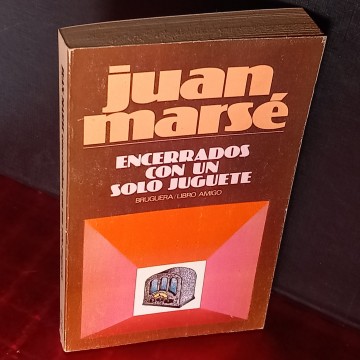 juan
marsé
ENCERRADOS
CON UN
SOLO JUGUETE
BRUGUERA/LIBRO AMIGO